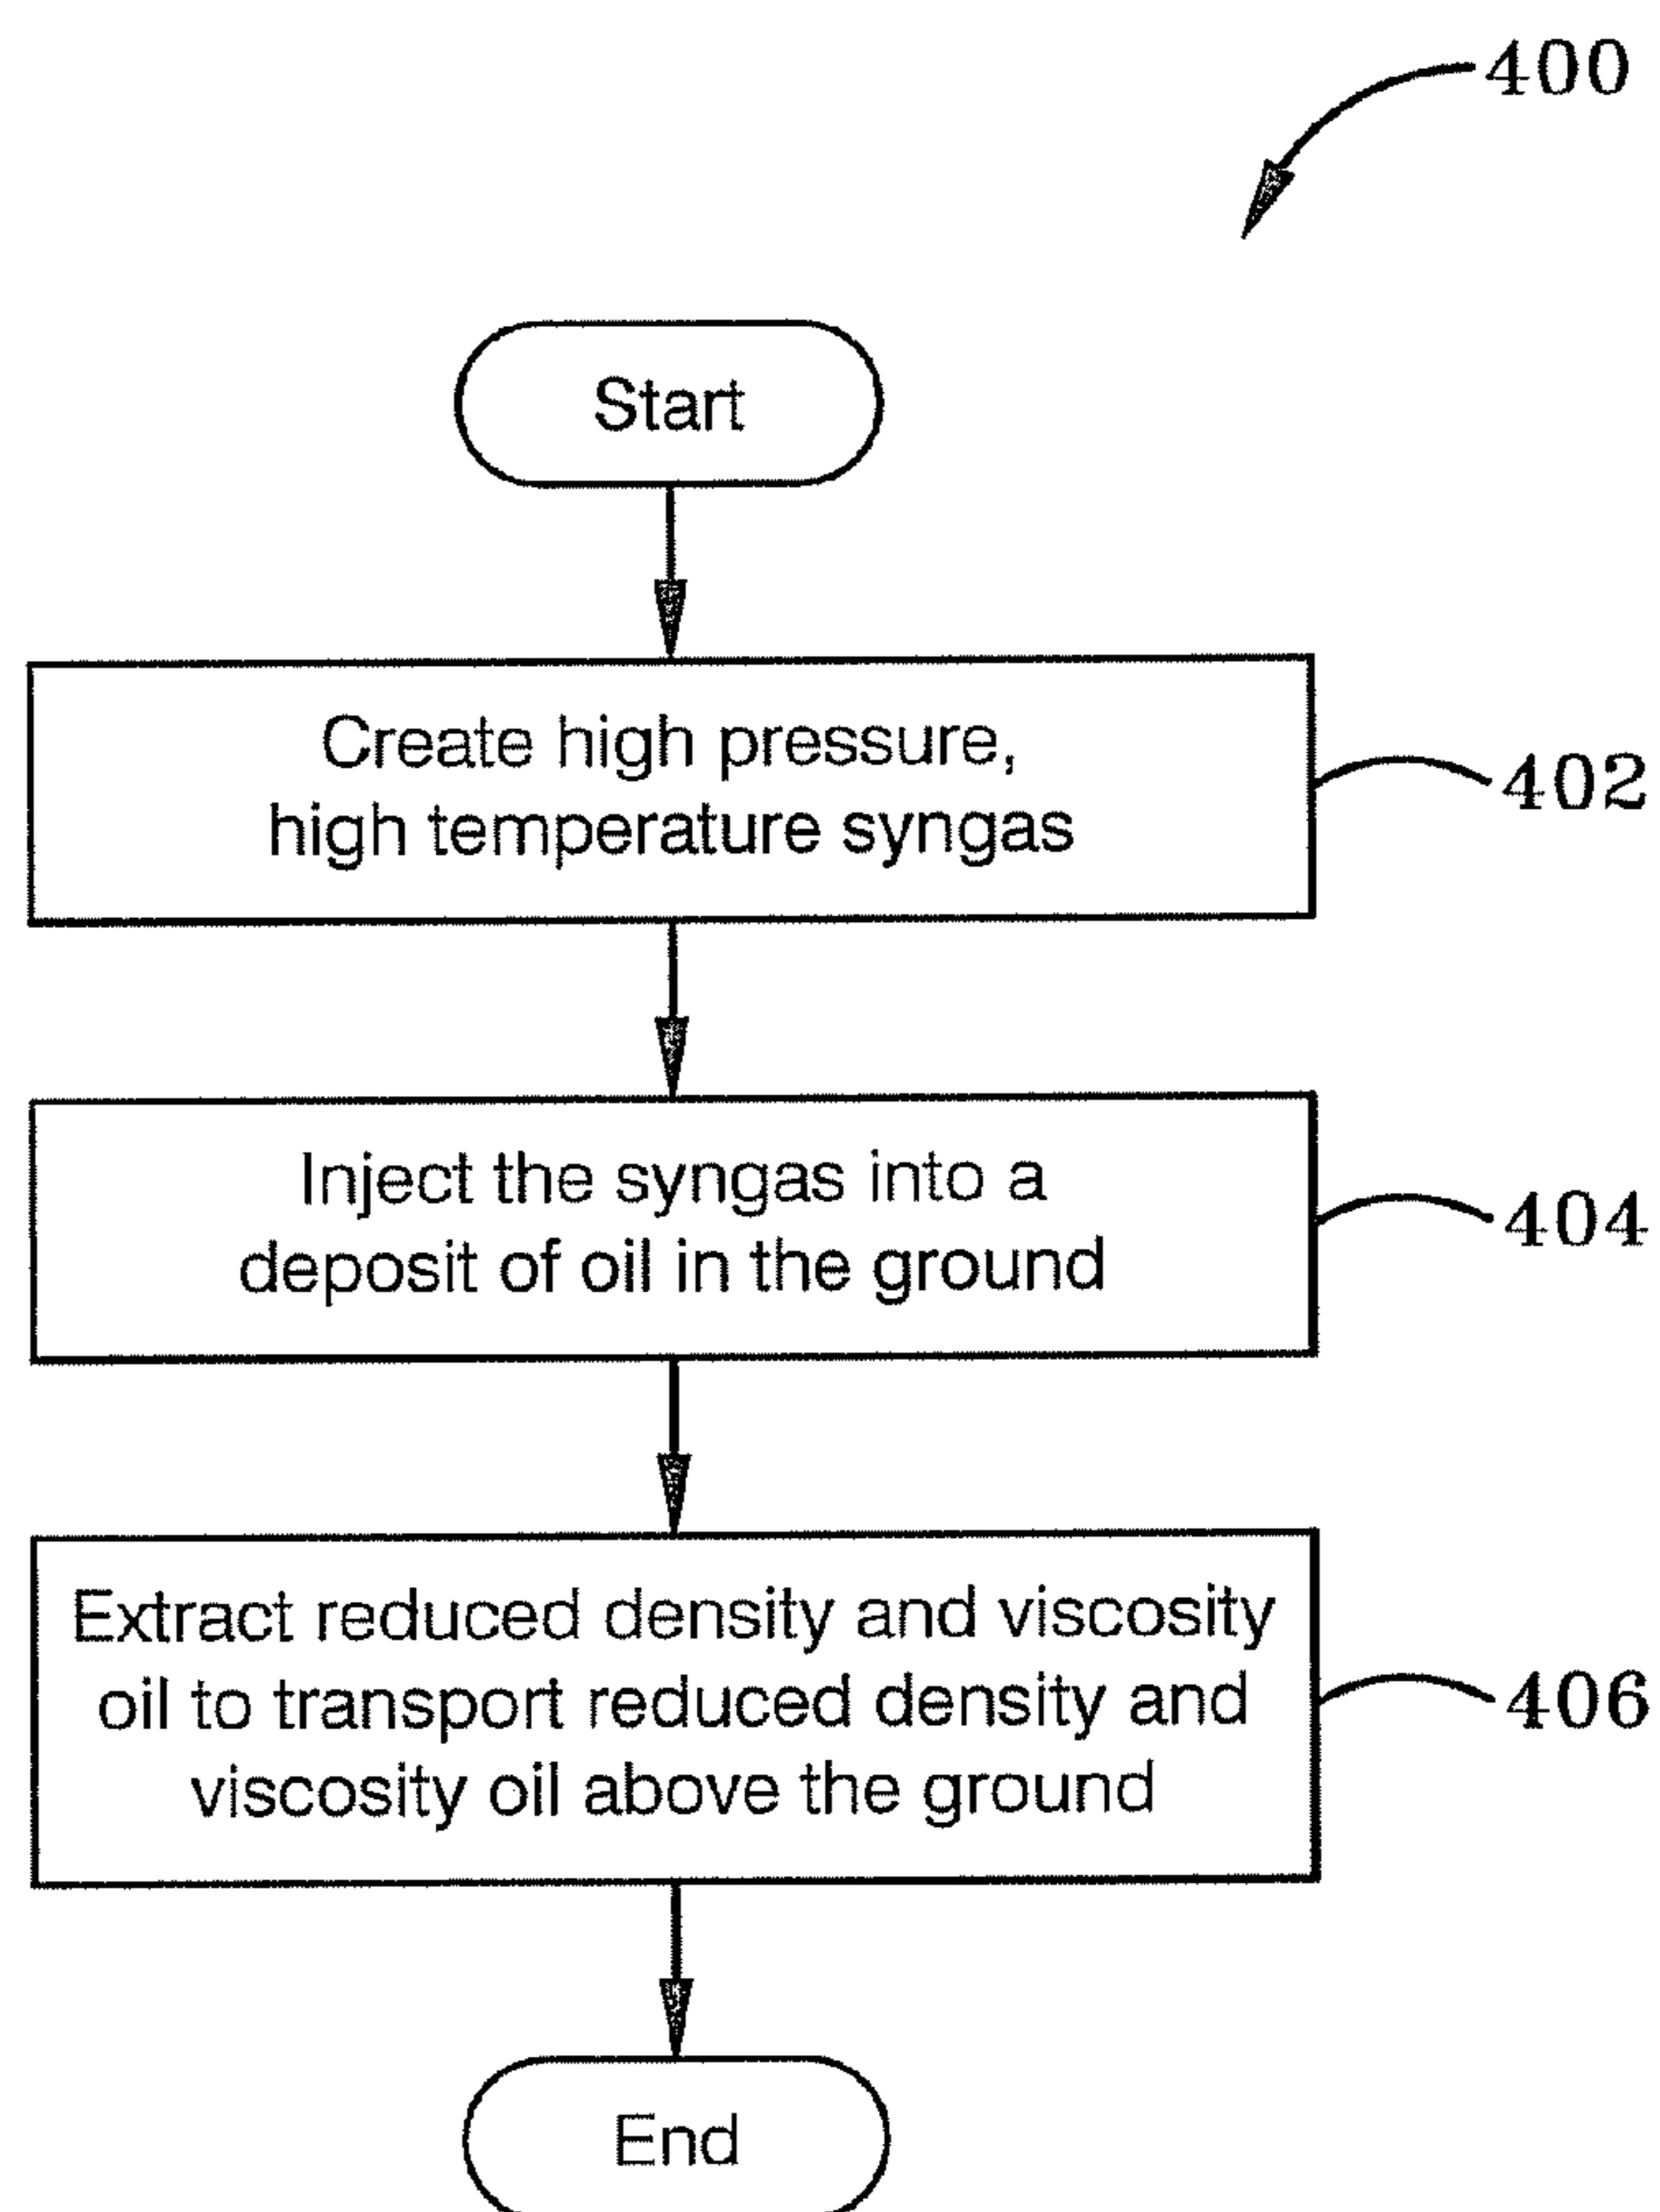 400
Start
Create high pressure,
high temperature syngas
402
Inject the syngas into a
deposit of oil in the ground
404
Extract reduced density and viscosity
oil to transport reduced density and
viscosity oil above the ground
406
End